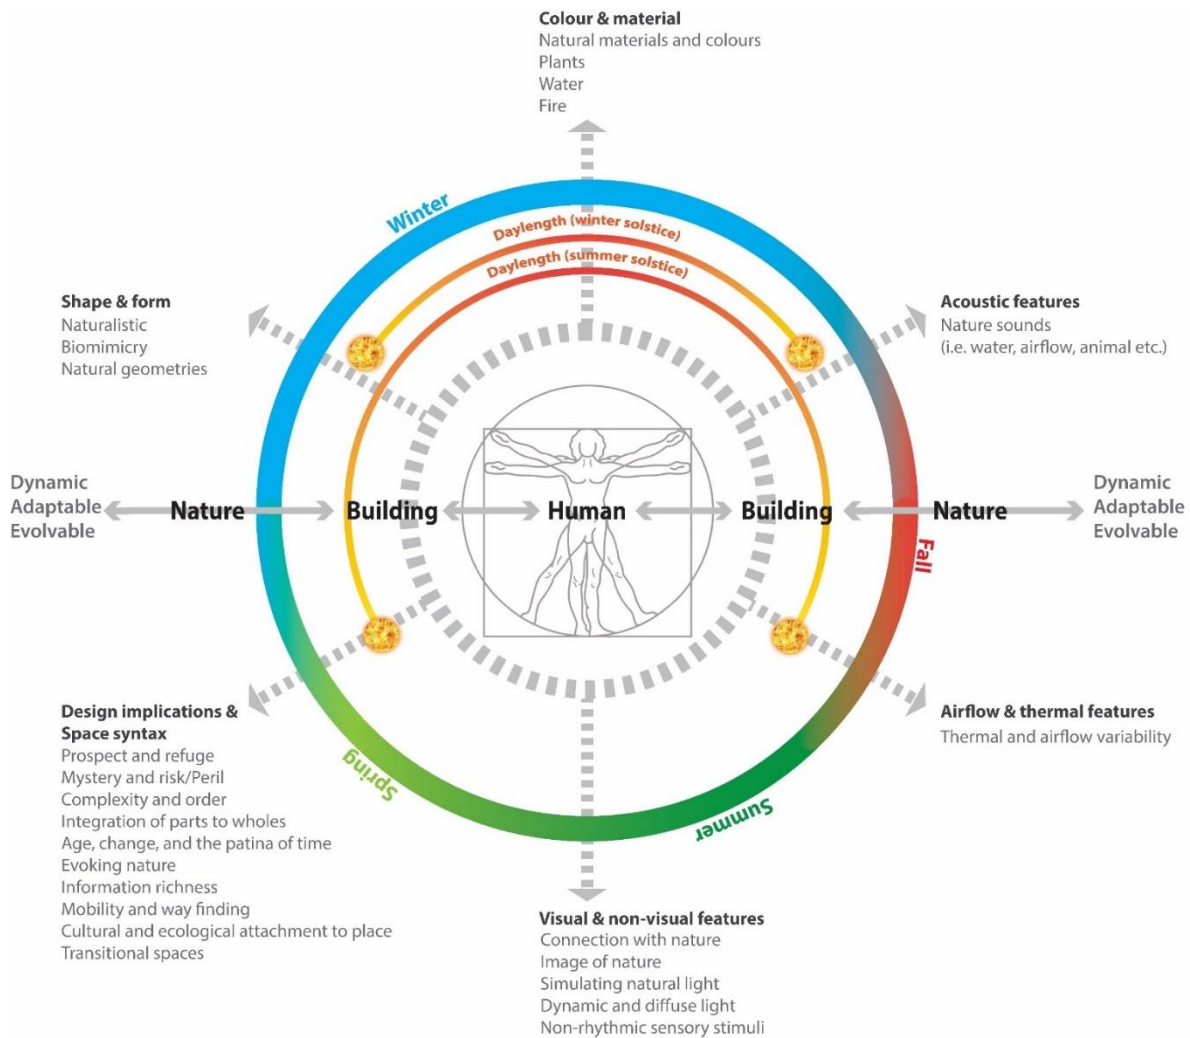 Colour & material
Natural materials and colours
Plants
Water
Fire
Winter
Daylength (winter solstice)
Daylength (summer solstice)
Shape & form
Naturalistic
Biomimicry
Natural geometries
Acoustic features
Nature sounds
(i.e. water, airflow, animal etc.)
Dynamic
Adaptable
Evolvable
Nature
Building
Human
Building
Nature
Dynamic
Adaptable
Evolvable
Fall
Design implications &
Space syntax
Prospect and refuge
Mystery and risk/Peril
Complexity and order
Integration of parts to wholes
Age, change, and the patina of time
Evoking nature
Information richness
Mobility and way finding
Cultural and ecological attachment to place
Transitional spaces
Spring
Summer
Airflow & thermal features
Thermal and airflow variability
Visual & non-visual features
Connection with nature
Image of nature
Simulating natural light
Dynamic and diffuse light
Non-rhythmic sensory stimuli